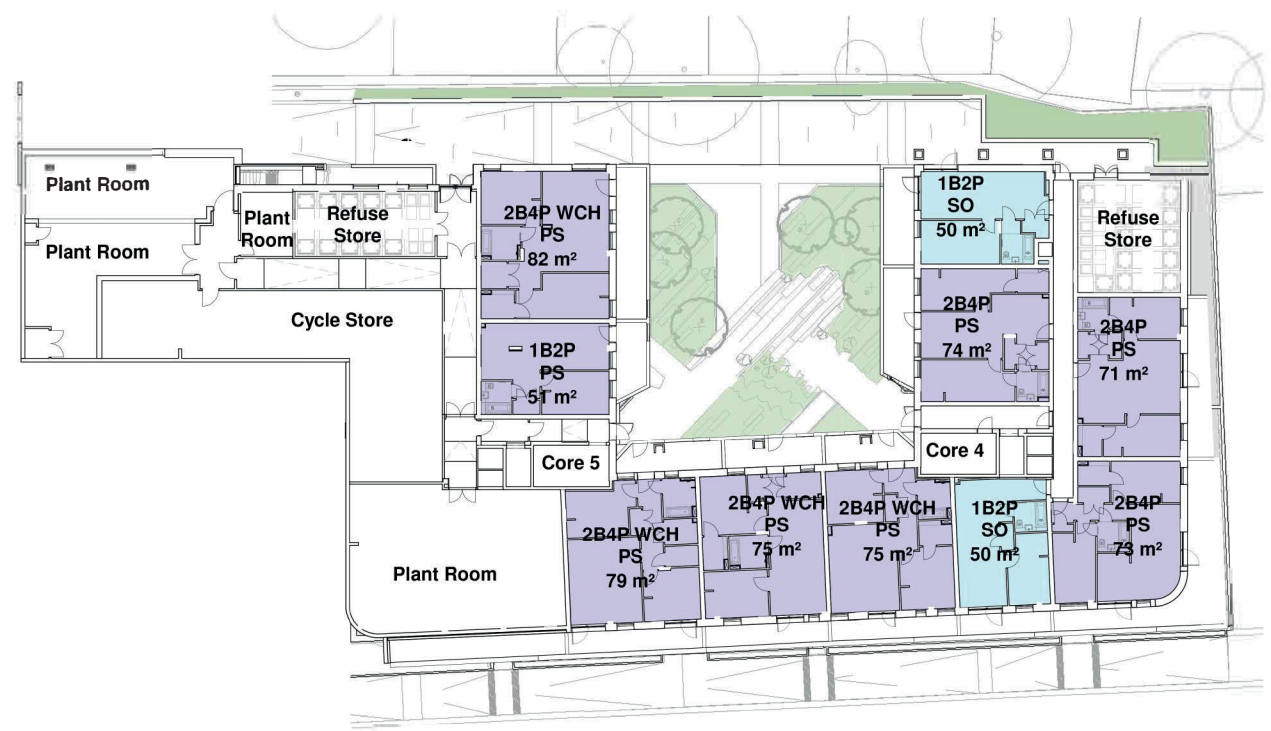 Plant Room
Plant
Room
Refuse
Store
Plant Room
Cycle Store
2B4P WCH
PS
82 m²
1B2P
PS
51 m²
Core 5
1B2P
SO
50 m²
2B4P
PS
74 m²
Core 4
Refuse
Store
2B4P
PS
71 m²
Plant Room
2B4P WCH
PS
79 m²
2B4P WCH
PS
75 m²
2B4P WCH
PS
75 m²
1B2P
SO
50 m²
2B4P
PS
73 m²